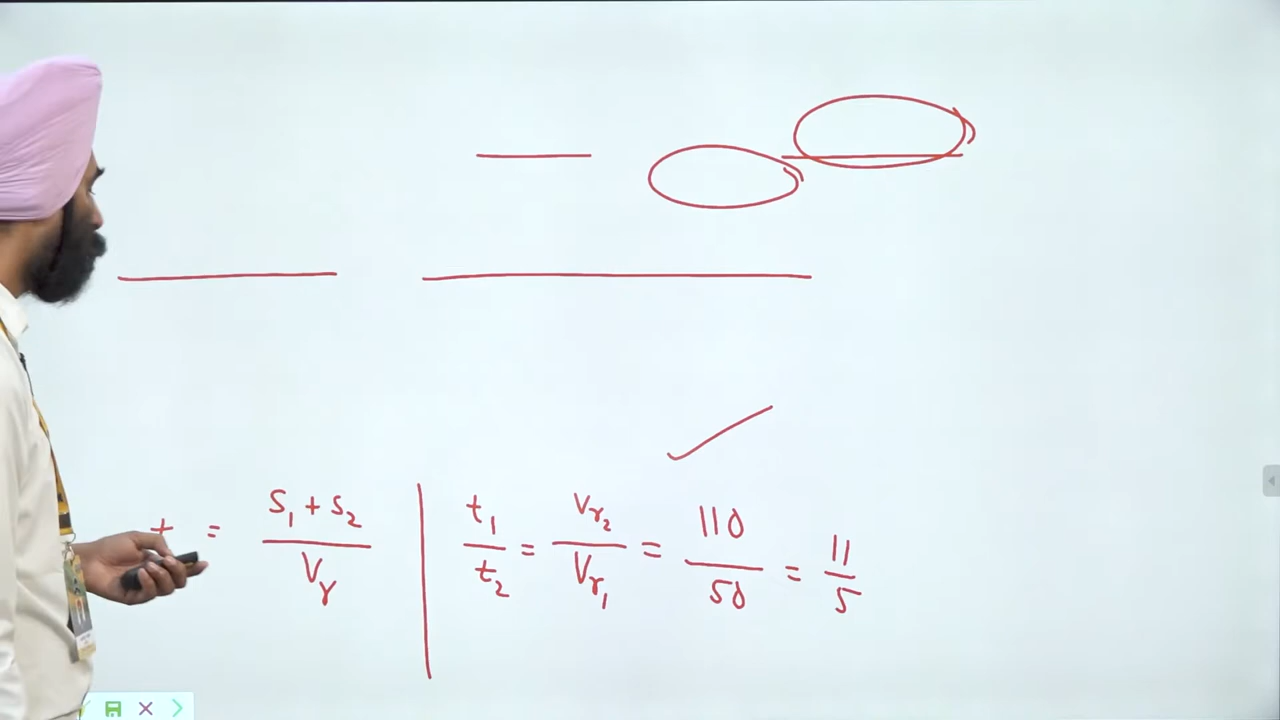 t = S₁ + S₂ / Vᵣ
t₁ / t₂ = Vᵣ₂ / Vᵣ₁ = 110 / 50 = 11 / 5